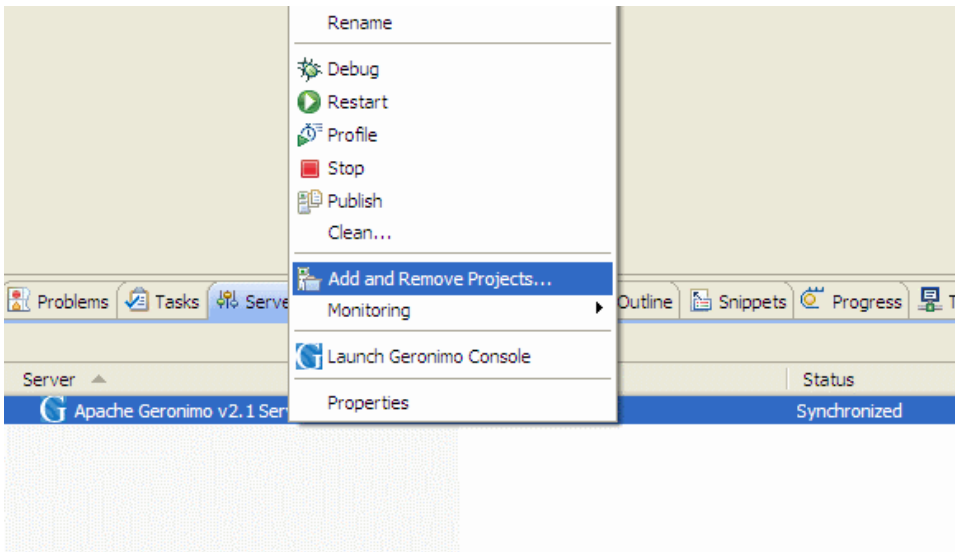 Rename
Debug
Restart
Profile
Stop
Publish
Clean...
Add and Remove Projects...
Monitoring
Launch Geronimo Console
Properties
Problems Tasks Outline Snippets Progress
Server Status
Apache Geronimo v2.1 Synchronized